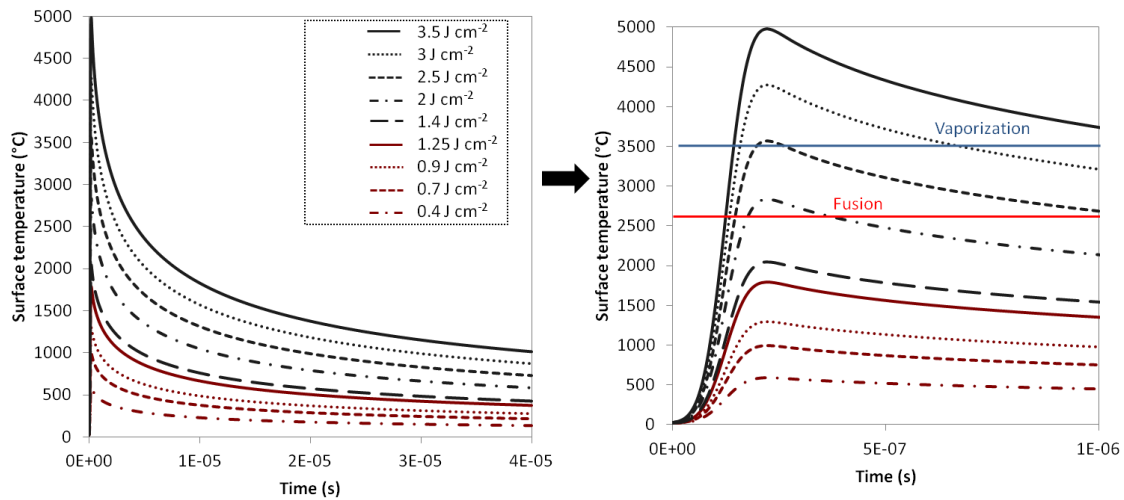 5000
4500
4000
3500
3000
2500
2000
1500
1000
500
0
Surface temperature (°C)
0E+00 1E-05 2E-05 3E-05 4E-05
Time (s)
3.5 J cm⁻²
3 J cm⁻²
2.5 J cm⁻²
2 J cm⁻²
1.4 J cm⁻²
1.25 J cm⁻²
0.9 J cm⁻²
0.7 J cm⁻²
0.4 J cm⁻²
5000
4500
4000
3500
3000
2500
2000
1500
1000
500
0
Surface temperature (°C)
Vaporization
Fusion
0E+00 5E-07 1E-06
Time (s)